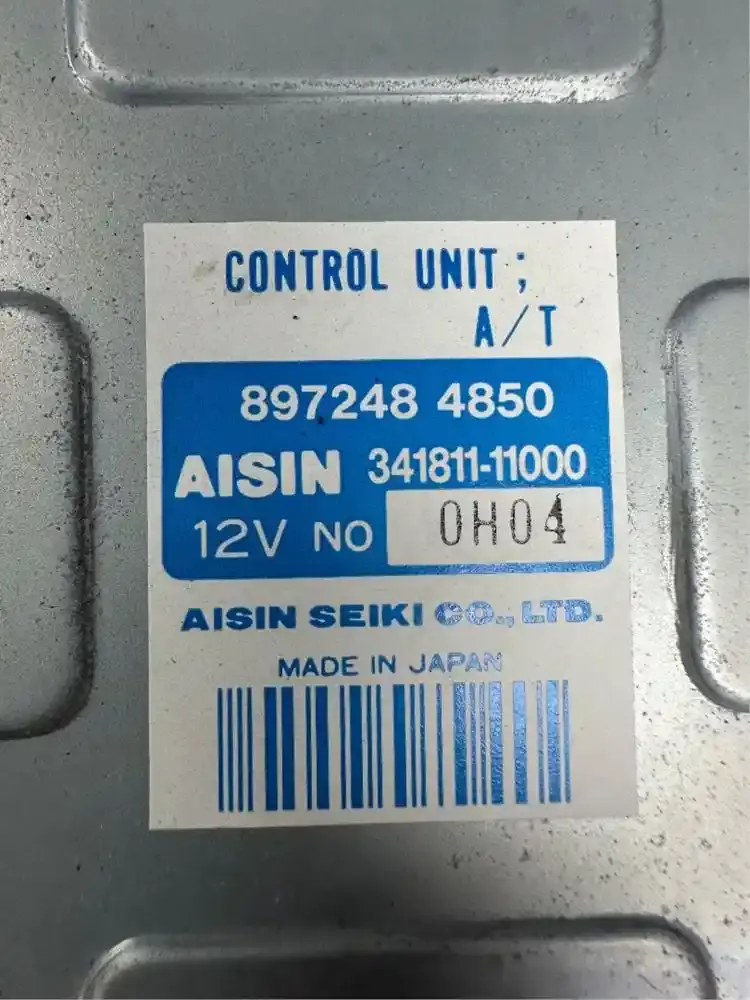 CONTROL UNIT ;
A/T
897248 4850
AISIN 341811-11000
12V NO 0H04
AISIN SEIKI CO., LTD.
MADE IN JAPAN